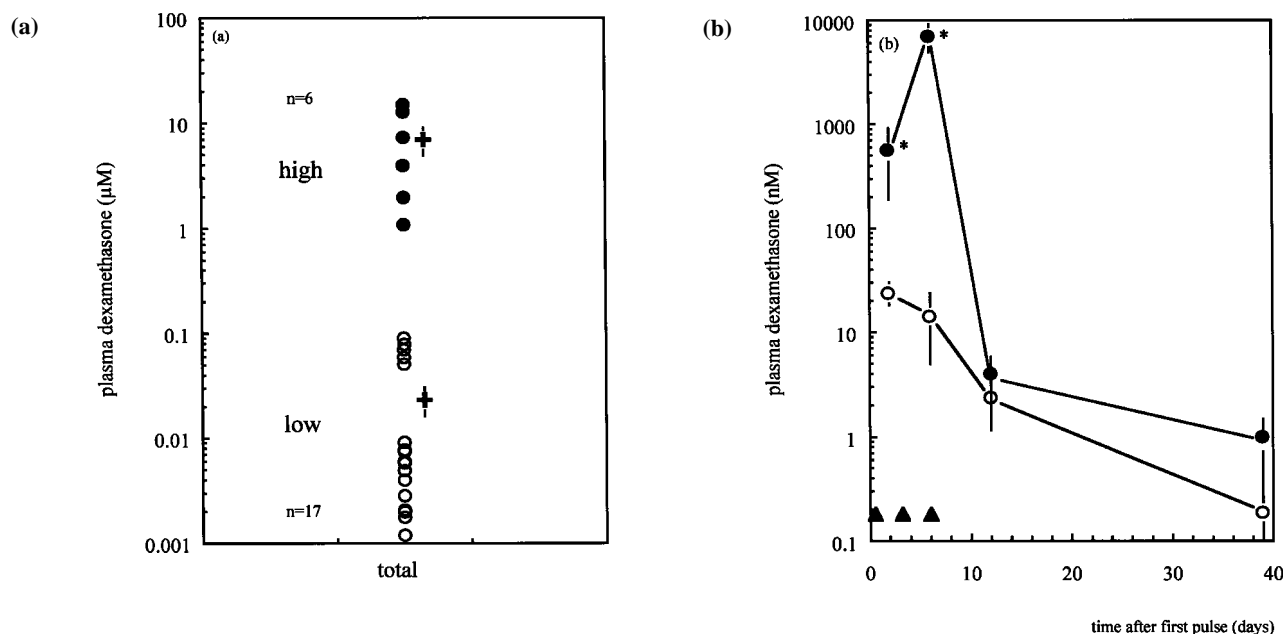 (a)
(a)
100
10
1
0.1
0.01
0.001
plasma dexamethasone (µM)
n=6
high
low
n=17
total
(b)
(b)
10000
1000
100
10
1
0.1
plasma dexamethasone (nM)
*
*
0 10 20 30 40
time after first pulse (days)